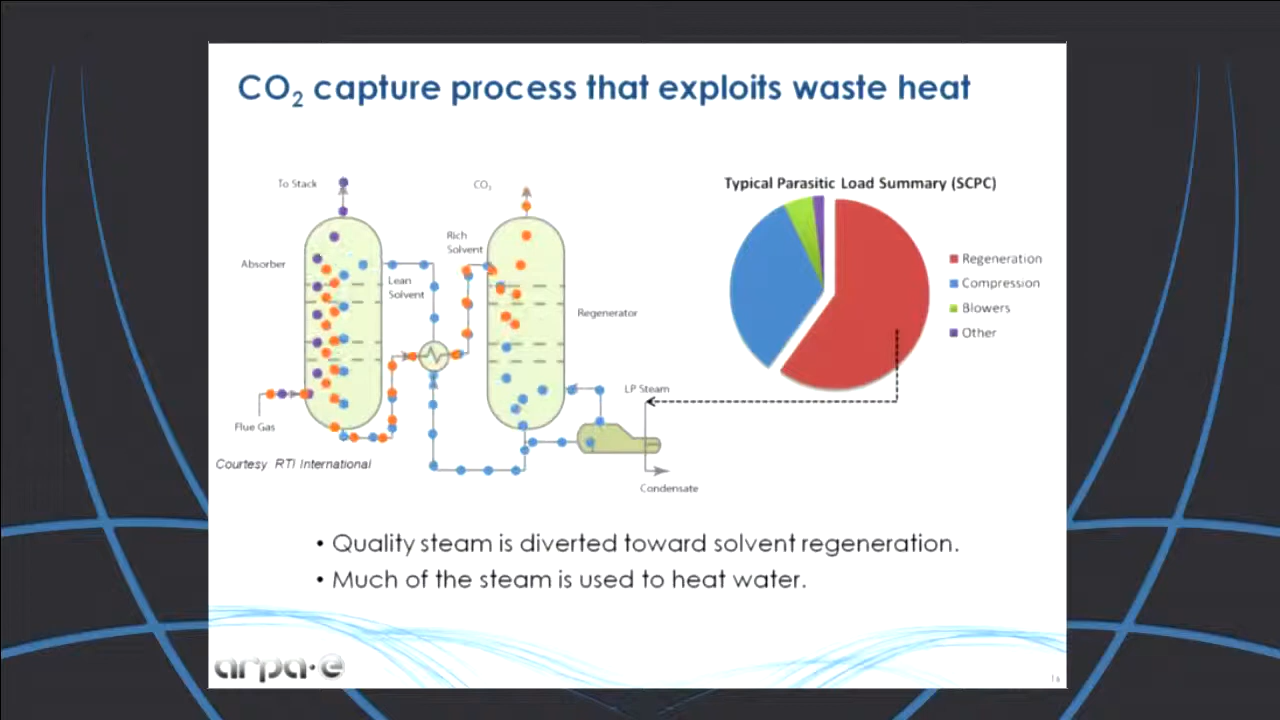 CO₂ capture process that exploits waste heat
To Stack
CO₂
Typical Parasitic Load Summary (SCPC)
Rich
Solvent
Absorber
Lean
Solvent
Regenerator
Regeneration
Compression
Blowers
Other
LP Steam
Flue Gas
Courtesy RTI International
Condensate
• Quality steam is diverted toward solvent regeneration.
• Much of the steam is used to heat water.
arpa·e